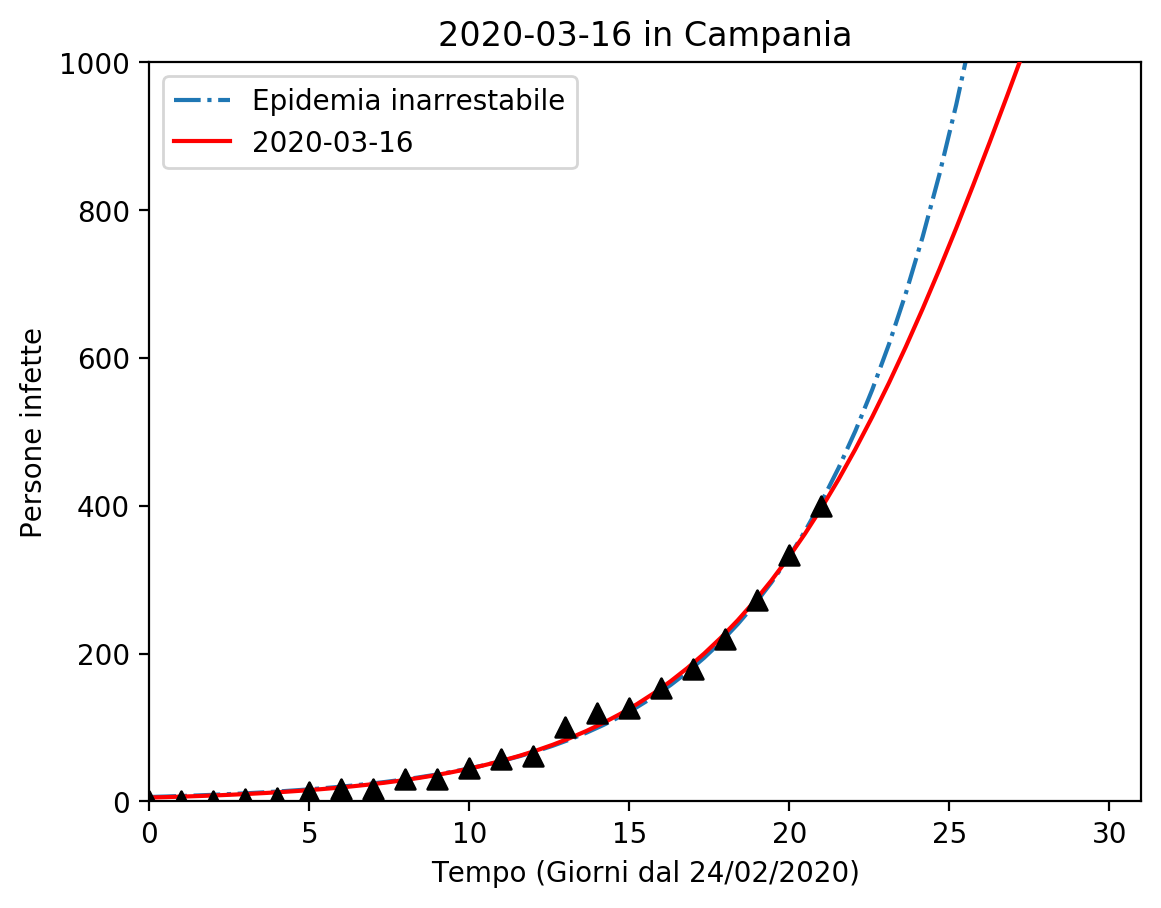 2020-03-16 in Campania
Epidemia inarrestabile
2020-03-16
Persone infette
1000
800
600
400
200
0
0 5 10 15 20 25 30
Tempo (Giorni dal 24/02/2020)